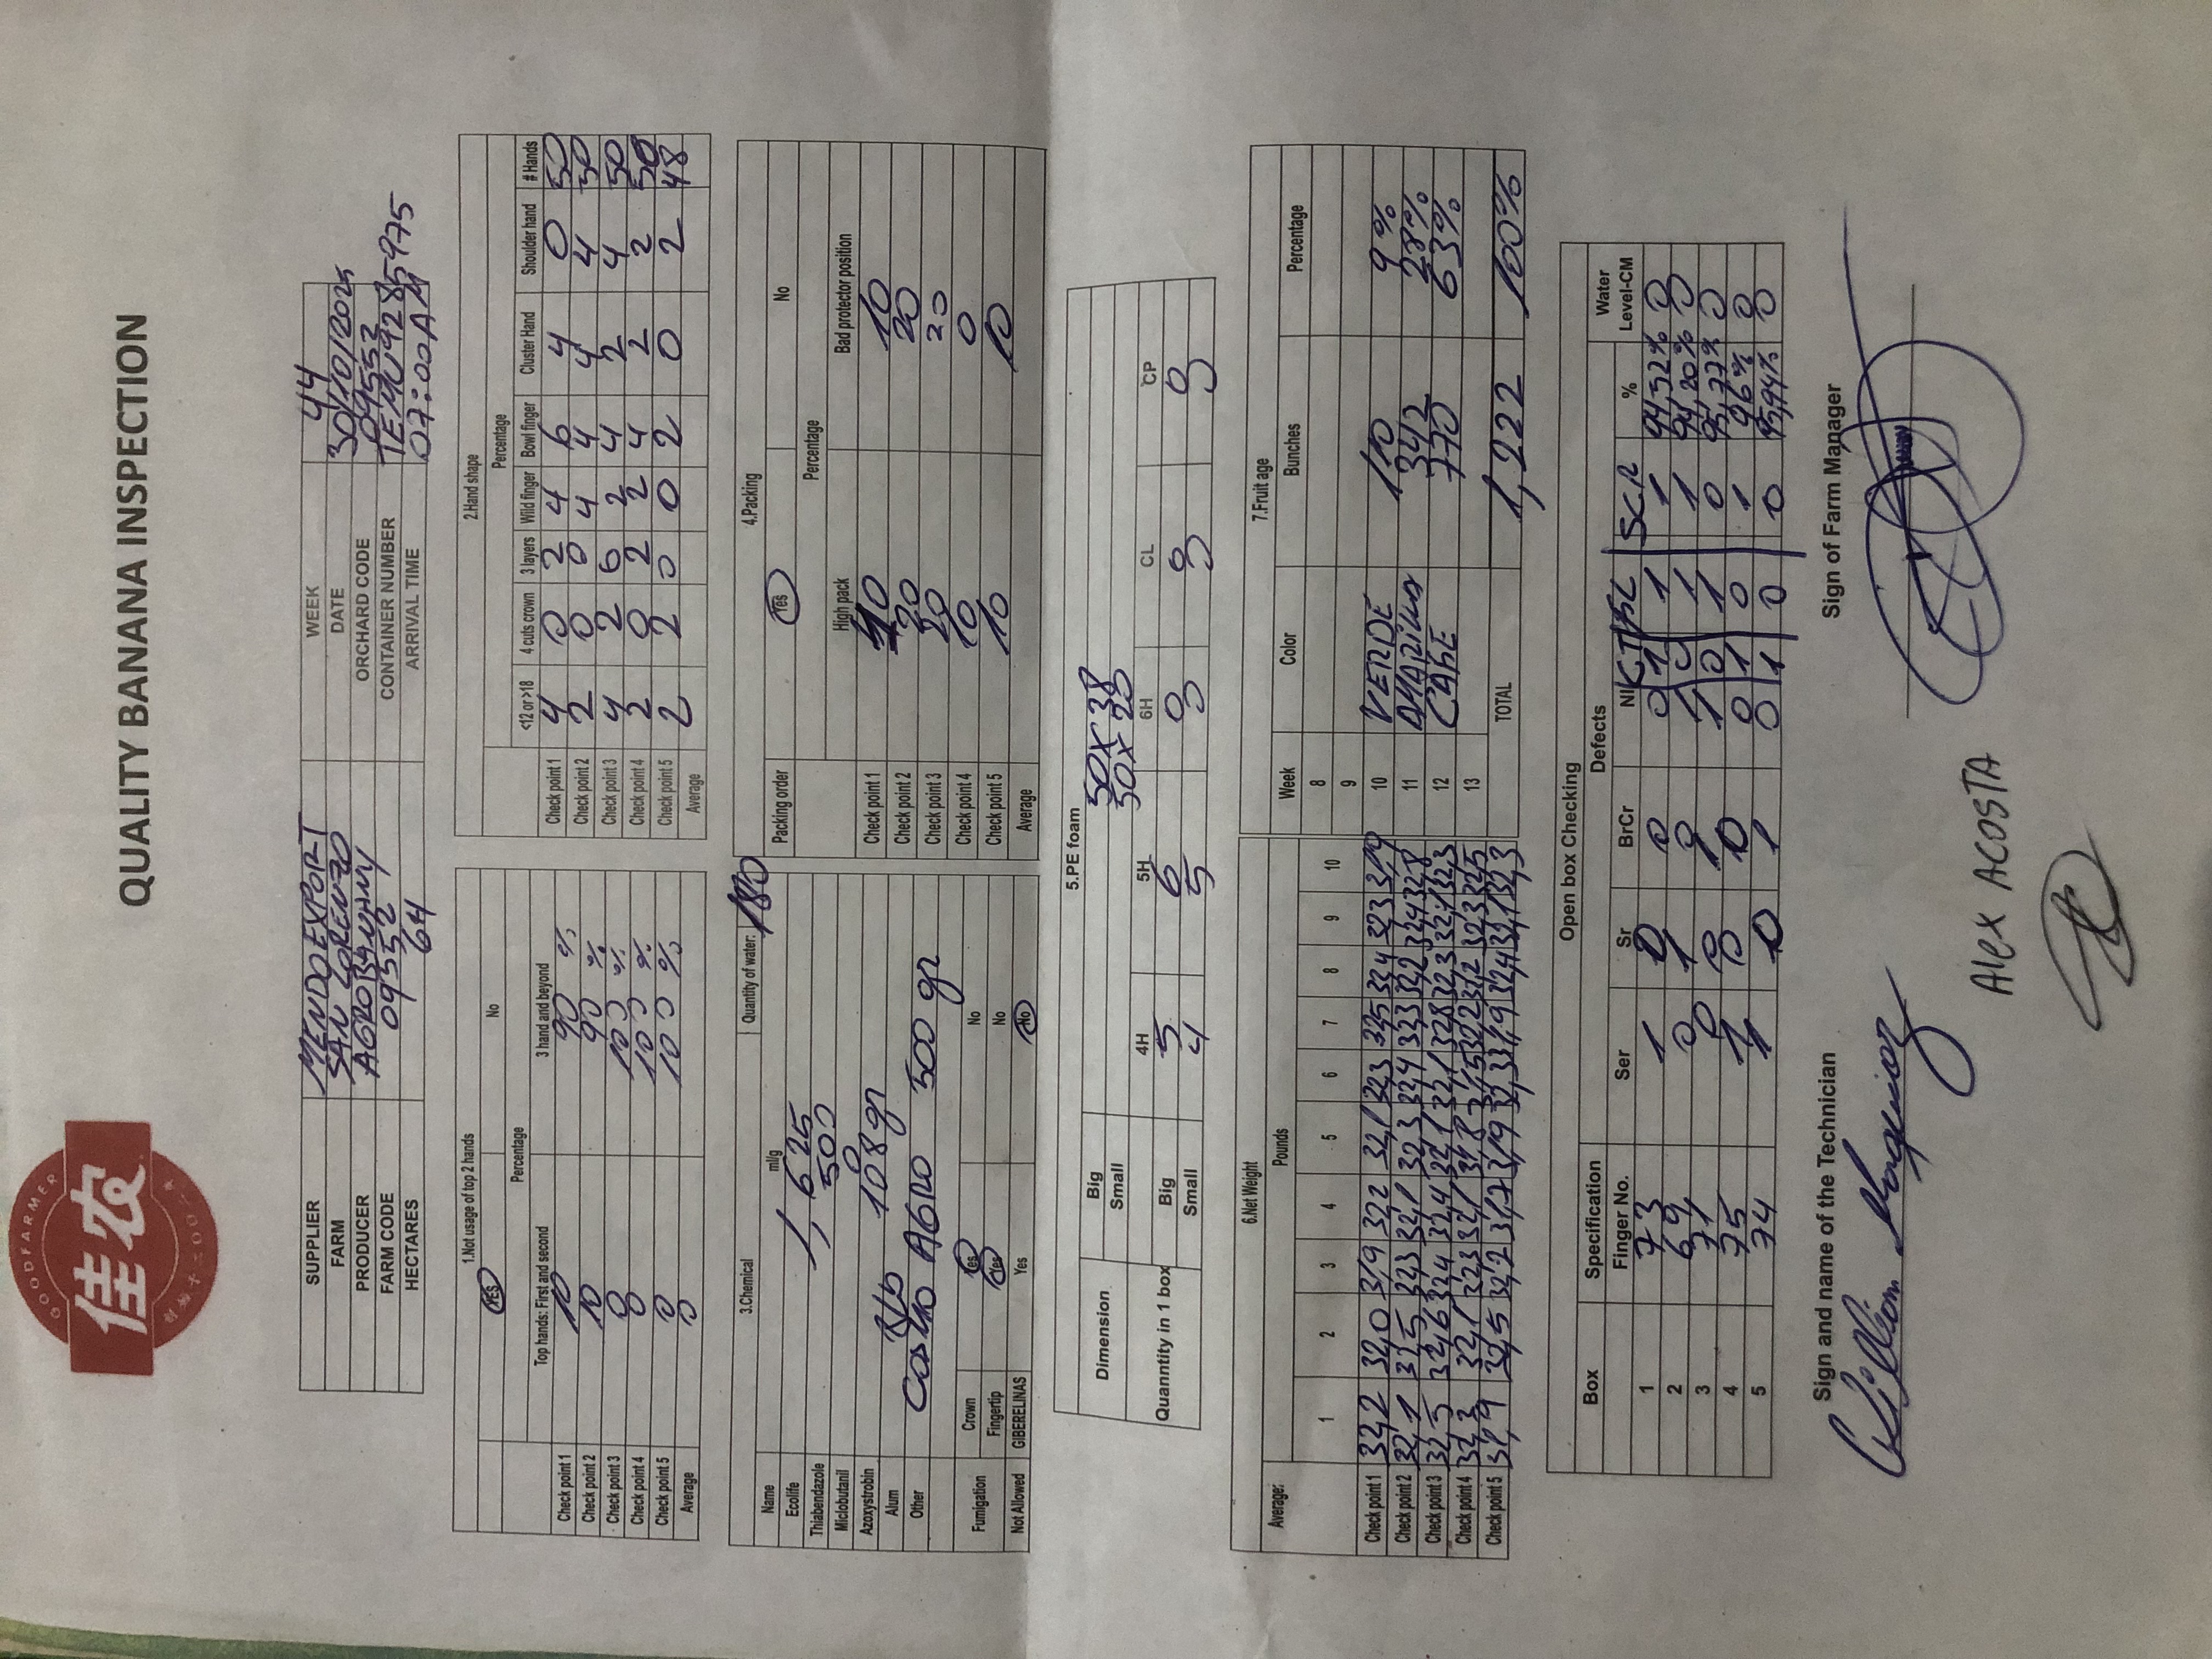 GOODFARMER
佳农
创始于二〇〇二年
QUALITY BANANA INSPECTION
SUPPLIER MENDOEXPORT WEEK 44
FARM SAN LORENZO DATE 30/10/2024
PRODUCER AGROBANANY ORCHARD CODE 09552
FARM CODE 09552 CONTAINER NUMBER TEMU9285975
HECTARES 64 ARRIVAL TIME 07:00AM
1.Not usage of top 2 hands
YES No
Percentage
Top hands: First and second 3 hand and beyond
Check point 1 10 90 %
Check point 2 10 90 %
Check point 3 0 100 %
Check point 4 0 100 %
Check point 5 0 100 %
Average 0
2.Hand shape
Percentage
<12 or >18 4 cuts crown 3 layers Wild finger Bowl finger Cluster Hand Shoulder hand # Hands
Check point 1 4 0 2 4 6 4 0 50
Check point 2 2 0 0 4 4 4 4 50
Check point 3 4 2 0 2 4 2 4 50
Check point 4 2 0 2 2 4 2 2 50
Check point 5 2 2 0 0 2 0 2 48
Average
3.Chemical Quantity of water: 180
Name ml/g
Ecolife 1,625
Thiabendazole 500
Miclobutanil 0
Azoxystrobin 108gr
Alum
Other AGRO 500 gr
Fumigation Crown Yes No
Fingertip Yes No
Not Allowed GIBERELINAS Yes No
4.Packing
Packing order Yes No
Percentage
High pack Bad protector position
Check point 1 10 10
Check point 2 20 20
Check point 3 20 20
Check point 4 10 0
Check point 5 10 10
Average
5.PE foam
Dimension Big 50x38
Small 50x20
4H 5H 6H CL CP
Quanntity in 1 box Big 5 6 0 0 0
Small 4 5 0 0 0
6.Net Weight
Average: Pounds
1 2 3 4 5 6 7 8 9 10
Check point 1 32,2 32,0 31,9 32,2 32,1 32,3 32,5 32,4 32,3 31,9
Check point 2 32,1 32,5 32,3 32,1 32,3 32,4 32,3 32,2 32,4 32,8
Check point 3 32,5 32,6 32,4 32,4 32,1 32,1 32,8 32,3 32,1 32,3
Check point 4 32,3 32,1 32,3 32,1 31,8 31,5 32,2 31,2 32,3 32,5
Check point 5 31,9 32,5 32,2 31,7 31,9 32,3 31,9 32,4 32,1 32,3
7.Fruit age
Week Color Bunches Percentage
8
9
10 VERDE 110 9%
11 AMARILLA 342 28%
12 CAFE 770 63%
13
TOTAL 1,222 100%
Open box Checking
Box Specification Defects Water
Finger No. Ser Sr BrCr NI CT SCR % Level-CM
1 73 1 0 0 0 1 1 1 94,52% 0
2 69 0 1 0 1 0 1 1 94,20% 0
3 71 0 0 1 1 0 1 0 95,77% 0
4 75 1 0 0 0 1 0 1 96% 0
5 74 1 0 1 0 1 0 0 95,94% 0
Sign and name of the Technician Sign of Farm Manager
William
Alex ACOSTA